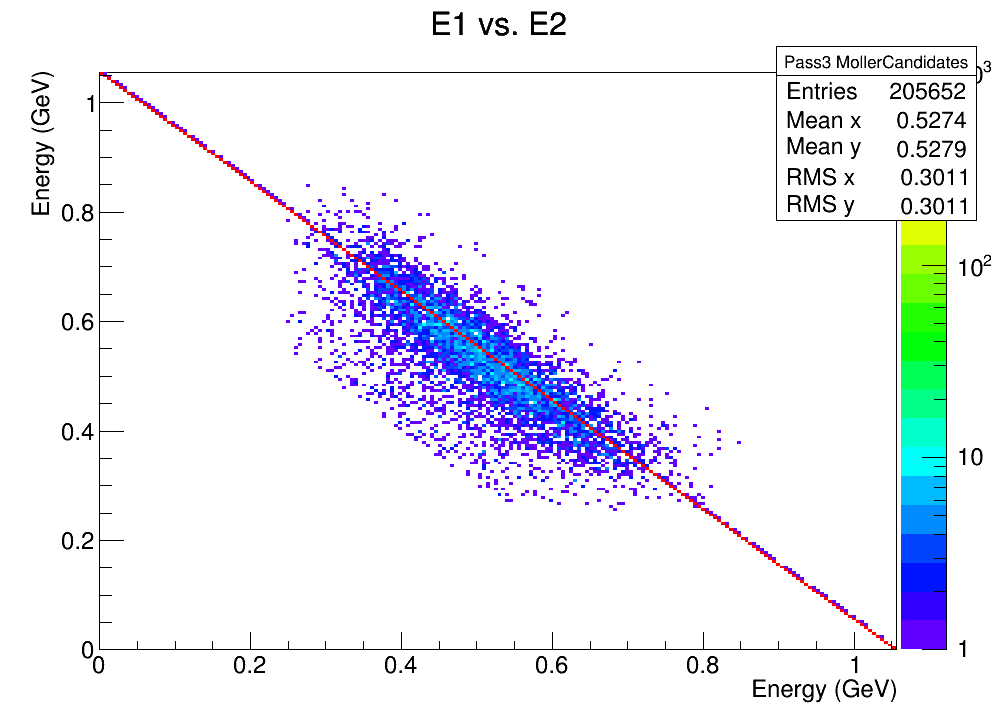 E1 vs. E2
Energy (GeV)
Pass3 MollerCandidates
Entries 205652
Mean x 0.5274
Mean y 0.5279
RMS x 0.3011
RMS y 0.3011
1
0.8
0.6
0.4
0.2
0
0 0.2 0.4 0.6 0.8 1
Energy (GeV)
10²
10
1